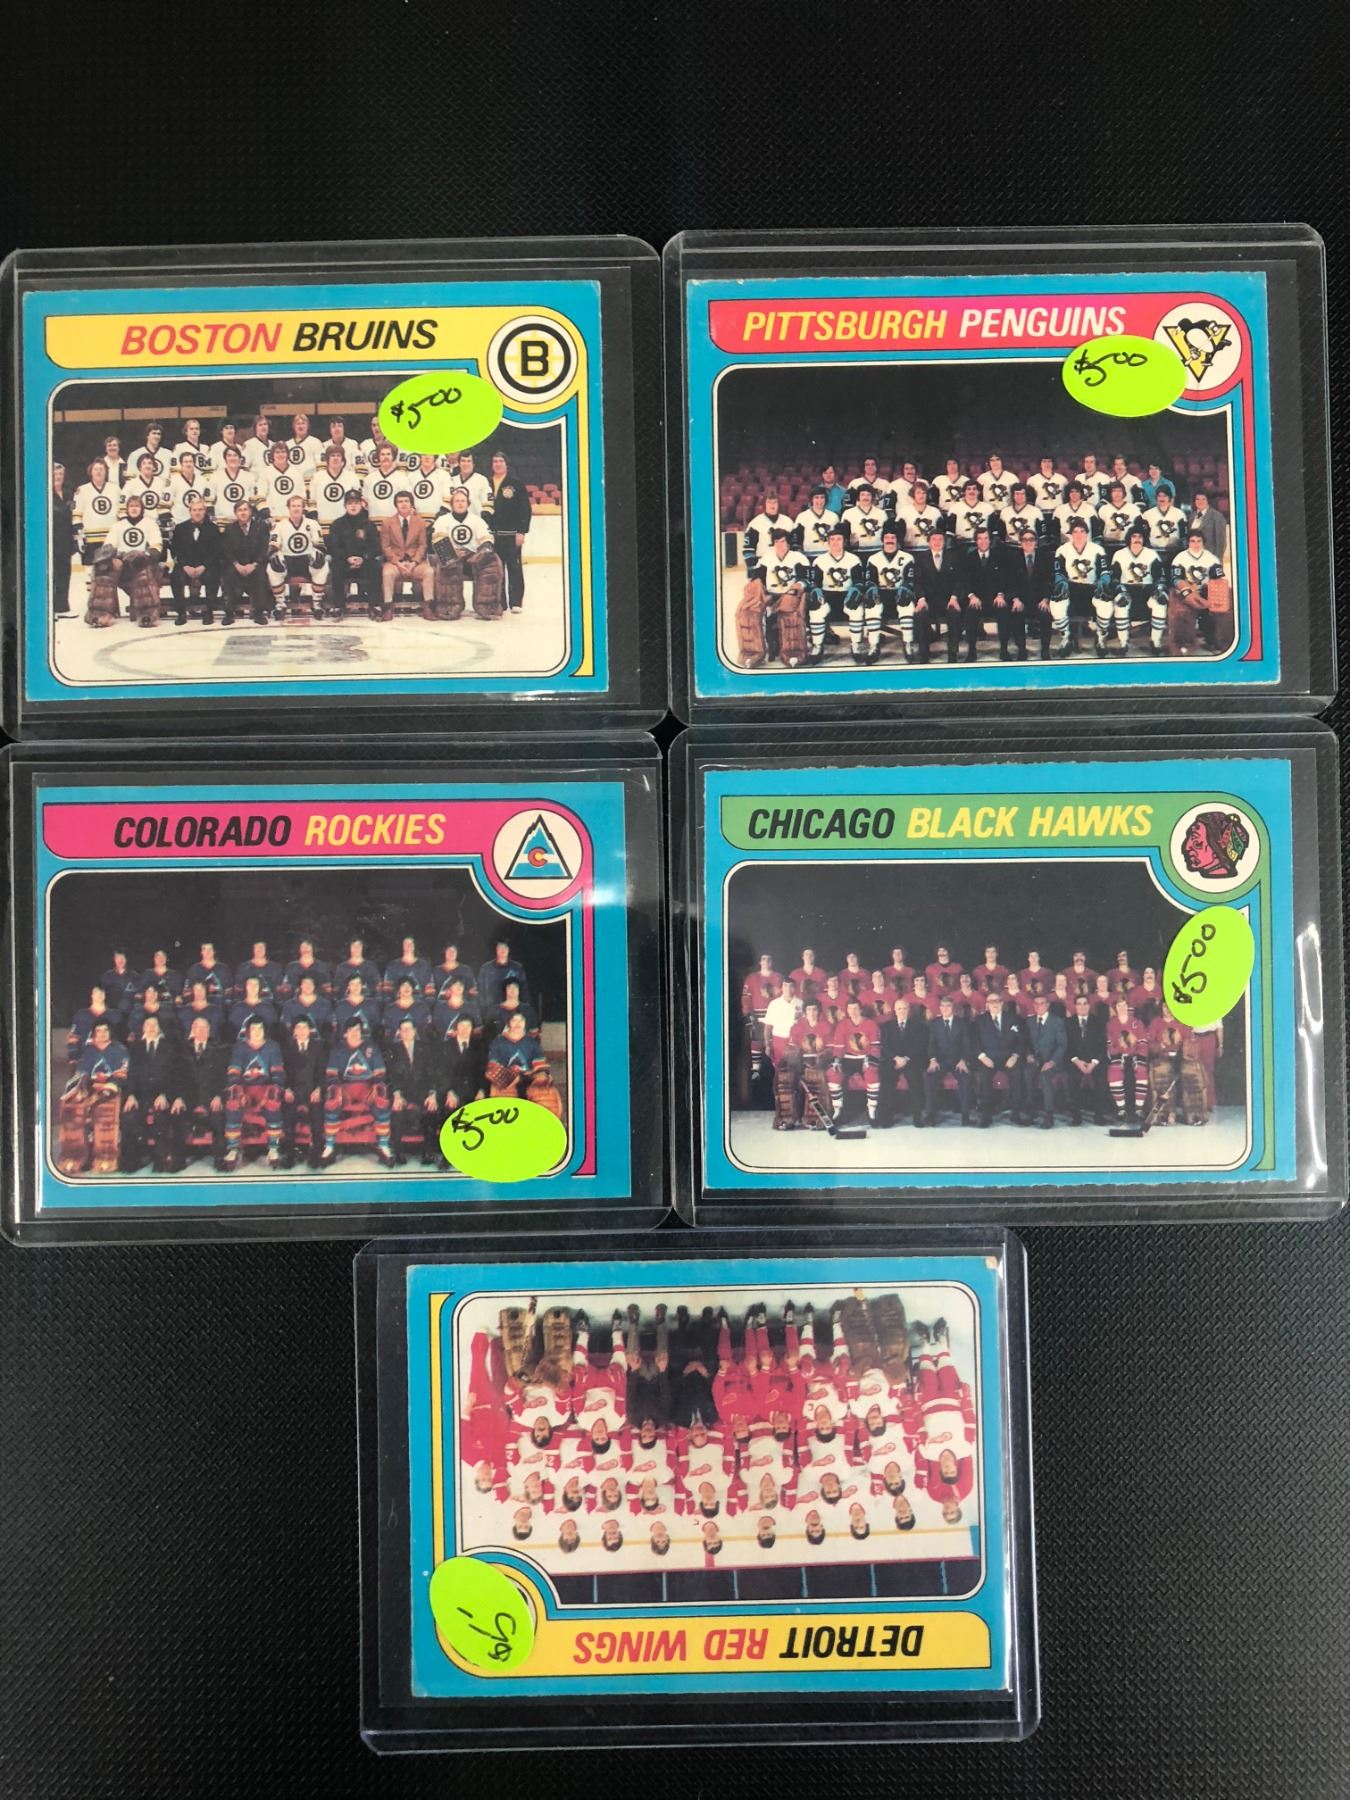 BOSTON BRUINS
B
$5.00
PITTSBURGH PENGUINS
$5.00
COLORADO ROCKIES
C
$5.00
CHICAGO BLACK HAWKS
$5.00
DETROIT RED WINGS